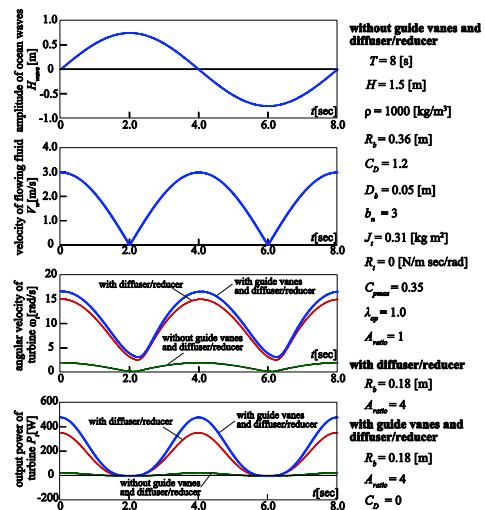 amplitude of ocean waves
H_wave [m]
1.0
0.5
0
-0.5
-1.0
0
2.0
4.0
6.0
8.0
t[sec]
velocity of flowing fluid
V_w[m/s]
4.0
3.0
2.0
1.0
0
0
2.0
4.0
6.0
8.0
t[sec]
angular velocity of
turbine ω_t[rad/s]
20
15
10
5
0
0
2.0
4.0
6.0
8.0
t[sec]
with diffuser/reducer
with guide vanes
and diffuser/reducer
without guide vanes
and diffuser/reducer
output power of
turbine P_t[W]
600
400
200
0
-200
0
2.0
4.0
6.0
8.0
t[sec]
with diffuser/reducer
with guide vanes
and diffuser/reducer
without guide vanes
and diffuser/reducer
without guide vanes and
diffuser/reducer
T = 8 [s]
H = 1.5 [m]
ρ = 1000 [kg/m³]
R_b = 0.36 [m]
C_D = 1.2
D_b = 0.05 [m]
b_n = 3
J_t = 0.31 [kg m²]
R_t = 0 [N/m sec/rad]
C_pmax = 0.35
λ_op = 1.0
A_ratio = 1
with diffuser/reducer
R_b = 0.18 [m]
A_ratio = 4
with guide vanes and
diffuser/reducer
R_b = 0.18 [m]
A_ratio = 4
C_D = 0